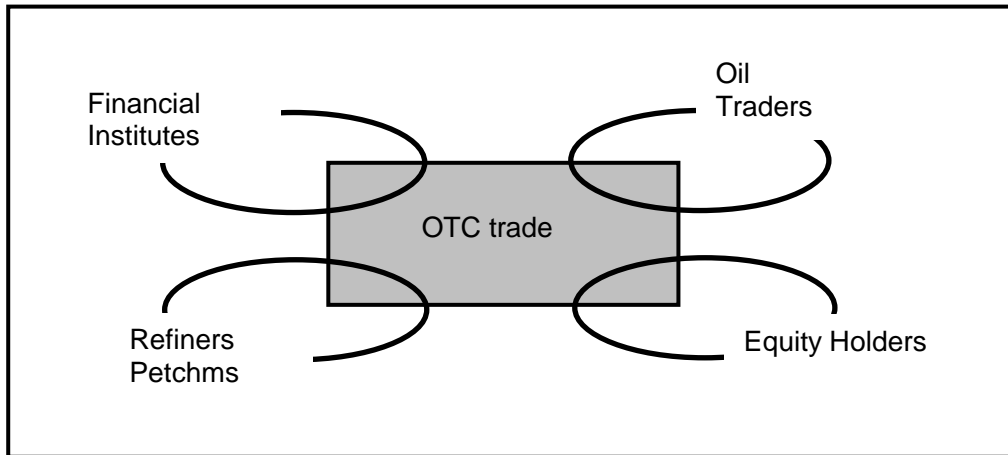 Financial
Institutes
Oil
Traders
OTC trade
Refiners
Petchms
Equity Holders